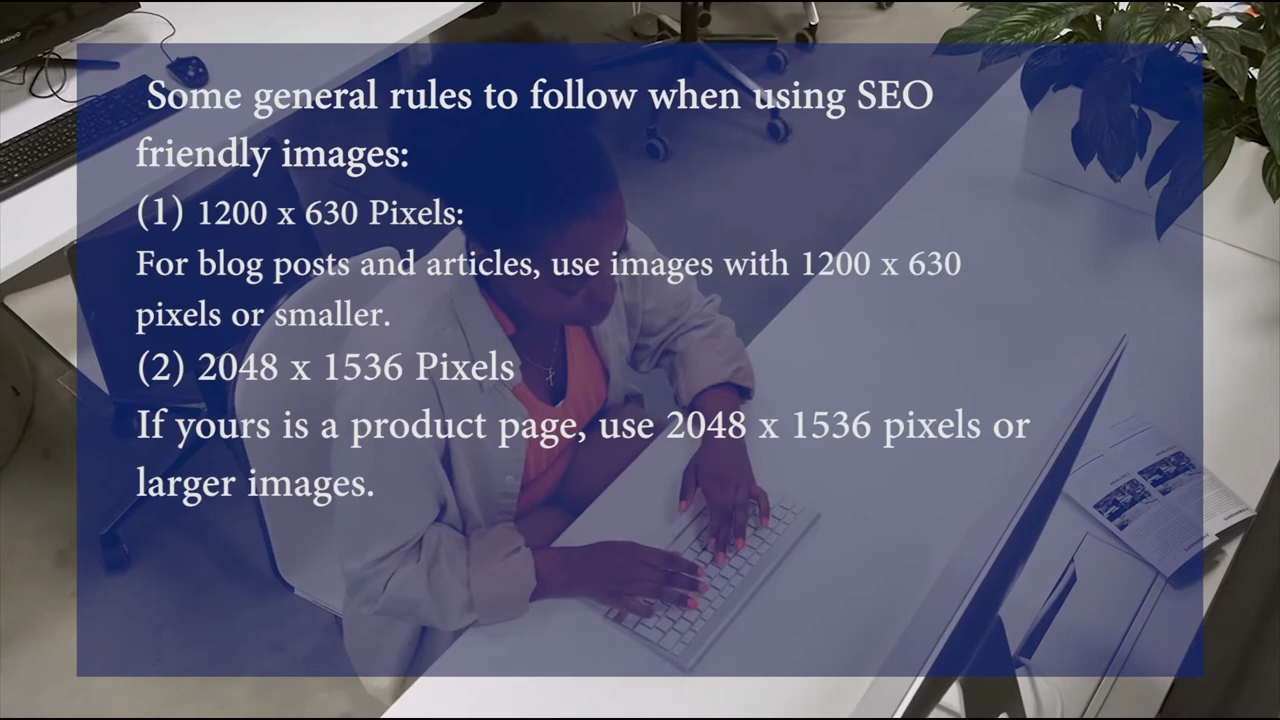 Some general rules to follow when using SEO
friendly images:
(1) 1200 x 630 Pixels:
For blog posts and articles, use images with 1200 x 630
pixels or smaller.
(2) 2048 x 1536 Pixels
If yours is a product page, use 2048 x 1536 pixels or
larger images.